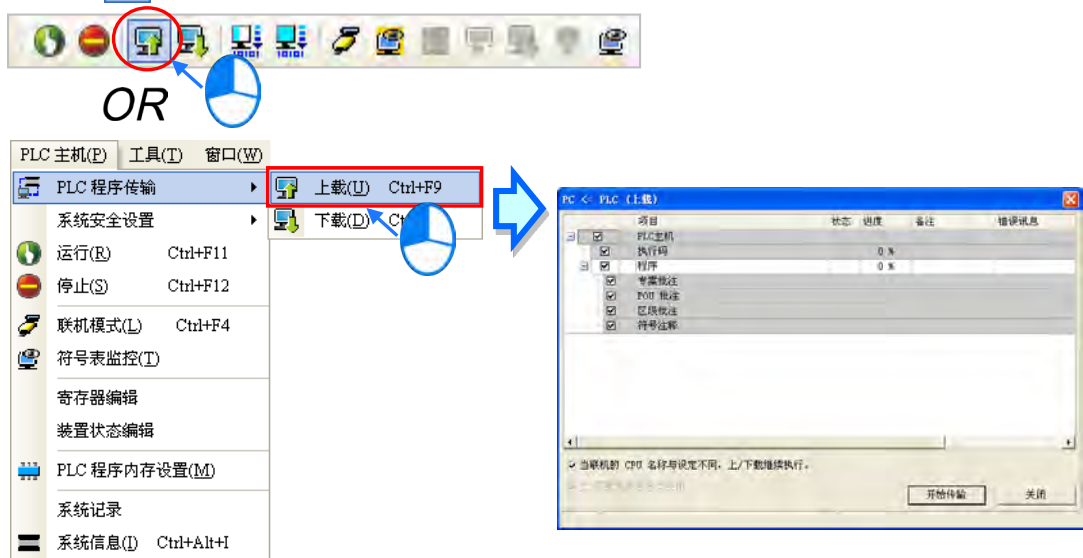 OR
PLC 主机(P) 工具(T) 窗口(W)
PLC 程序传输
上载(U) Ctrl+F9
系统安全设置
下载(D)
运行(R) Ctrl+F11
停止(S) Ctrl+F12
联机模式(L) Ctrl+F4
符号表监控(T)
寄存器编辑
装置状态编辑
PLC 程序内存设置(M)
系统记录
系统信息(I) Ctrl+Alt+I
PC <- PLC (上载)
项目 状态 进度 备注 错误讯息
PLC主机
执行码 0 %
程序 0 %
专案批注
POU 批注
区段批注
符号注释
当联机的 CPU 名称与设定不同，上/下载继续执行。
开始传输 关闭